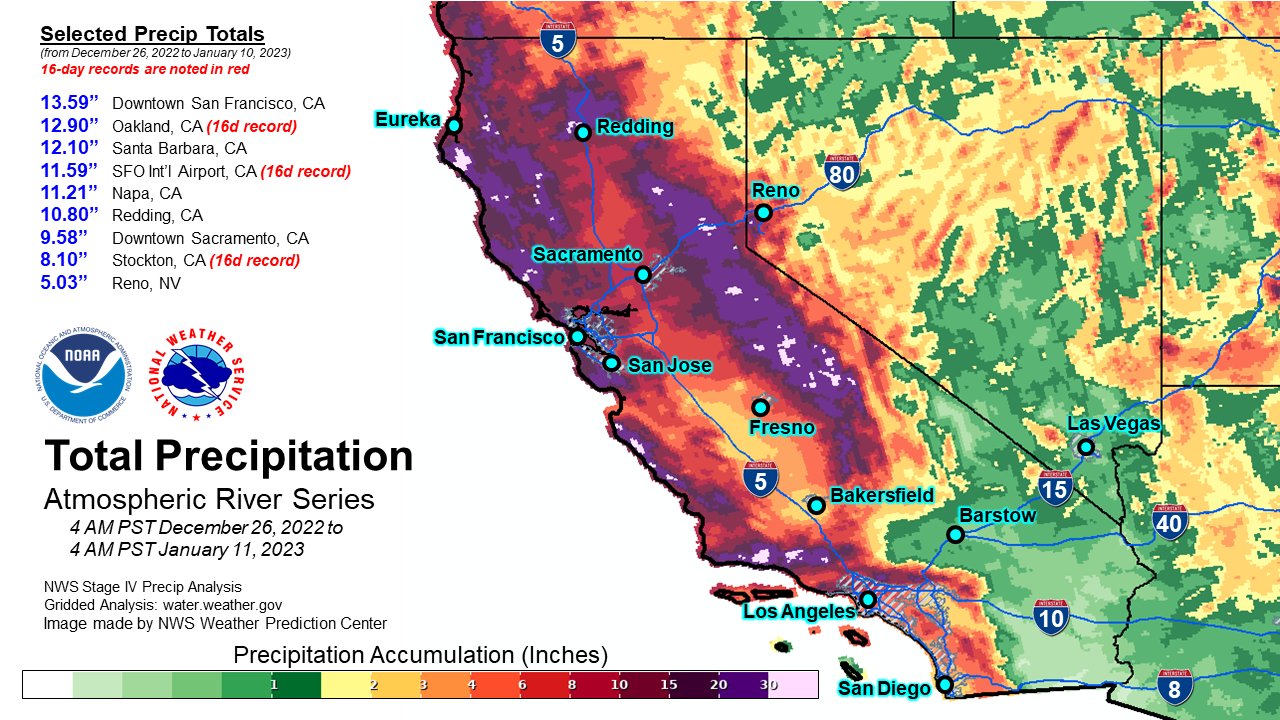 Selected Precip Totals
(from December 26, 2022 to January 10, 2023)
16-day records are noted in red
13.59” Downtown San Francisco, CA
12.90” Oakland, CA (16d record)
12.10” Santa Barbara, CA
11.59” SFO Int’l Airport, CA (16d record)
11.21” Napa, CA
10.80” Redding, CA
9.58” Downtown Sacramento, CA
8.10” Stockton, CA (16d record)
5.03” Reno, NV
NATIONAL OCEANIC AND ATMOSPHERIC ADMINISTRATION
NOAA
U.S. DEPARTMENT OF COMMERCE
NATIONAL WEATHER SERVICE
Total Precipitation
Atmospheric River Series
4 AM PST December 26, 2022 to
4 AM PST January 11, 2023
NWS Stage IV Precip Analysis
Gridded Analysis: water.weather.gov
Image made by NWS Weather Prediction Center
Precipitation Accumulation (Inches)
1 2 3 4 6 8 10 15 20 30
INTERSTATE
5
Eureka
Redding
INTERSTATE
80
Reno
Sacramento
San Francisco
San Jose
Fresno
Las Vegas
INTERSTATE
5
INTERSTATE
15
Bakersfield
Barstow
INTERSTATE
40
Los Angeles
INTERSTATE
10
San Diego
INTERSTATE
8